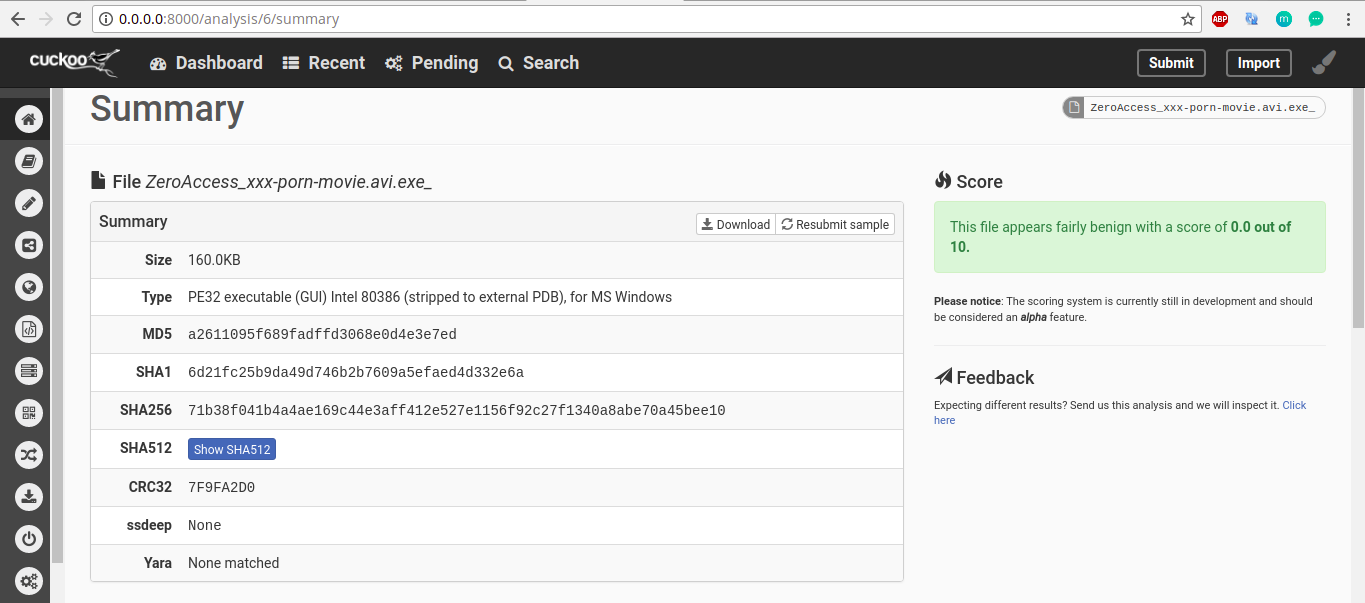 0.0.0.0:8000/analysis/6/summary
ABP
m
cuckoo Dashboard Recent Pending Search Submit Import
Summary
ZeroAccess_xxx-porn-movie.avi.exe_
File ZeroAccess_xxx-porn-movie.avi.exe_
Summary Download Resubmit sample
Size 160.0KB
Type PE32 executable (GUI) Intel 80386 (stripped to external PDB), for MS Windows
MD5 a2611095f689fadffd3068e0d4e3e7ed
SHA1 6d21fc25b9da49d746b2b7609a5efaed4d332e6a
SHA256 71b38f041b4a4ae169c44e3aff412e527e1156f92c27f1340a8abe70a45bee10
SHA512 Show SHA512
CRC32 7F9FA2D0
ssdeep None
Yara None matched
Score
This file appears fairly benign with a score of 0.0 out of
10.
Please notice: The scoring system is currently still in development and should
be considered an alpha feature.
Feedback
Expecting different results? Send us this analysis and we will inspect it. Click
here